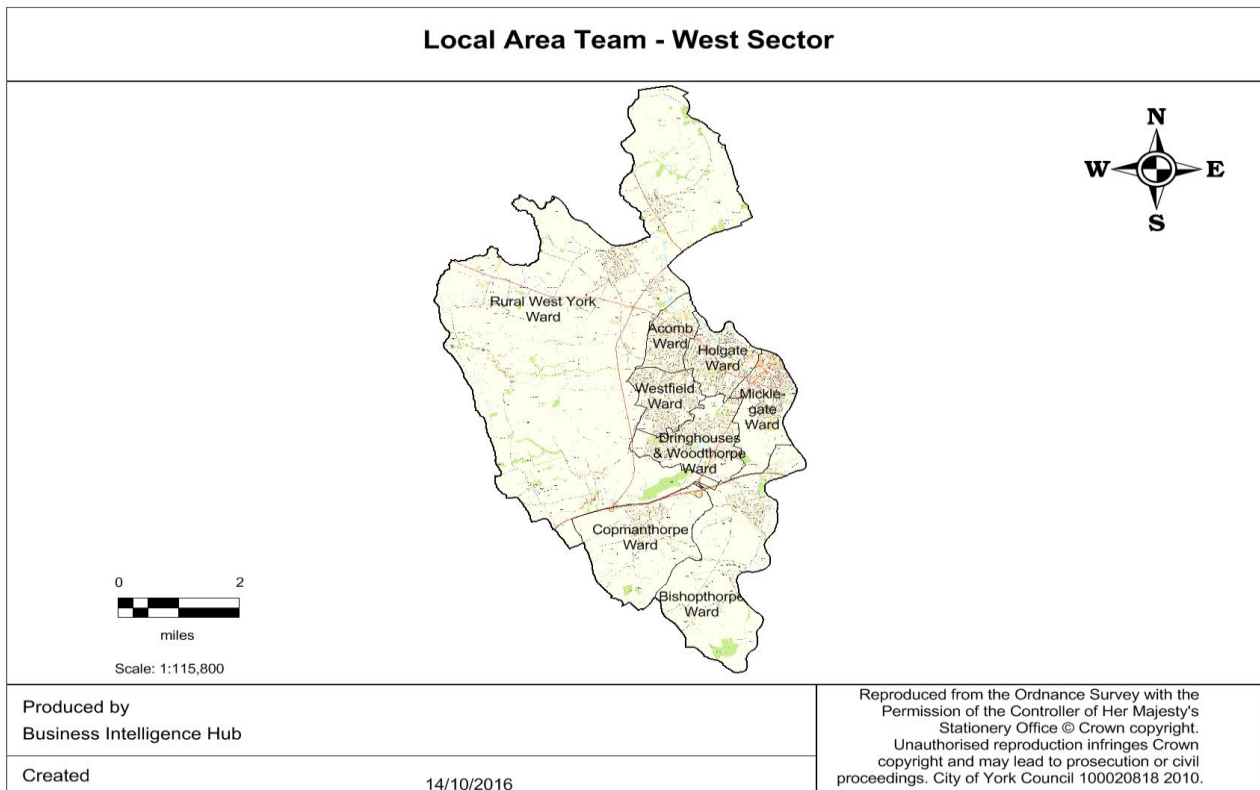 Local Area Team - West Sector
N
W
E
S
Rural West York
Ward
Acomb
Ward
Holgate
Ward
Westfield
Ward
Mickle-
gate
Ward
Dringhouses
& Woodthorpe
Ward
Copmanthorpe
Ward
Bishopthorpe
Ward
0 2
miles
Scale: 1:115,800
Produced by
Business Intelligence Hub
Created 14/10/2016
Reproduced from the Ordnance Survey with the
Permission of the Controller of Her Majesty's
Stationery Office © Crown copyright.
Unauthorised reproduction infringes Crown
copyright and may lead to prosecution or civil
proceedings. City of York Council 100020818 2010.